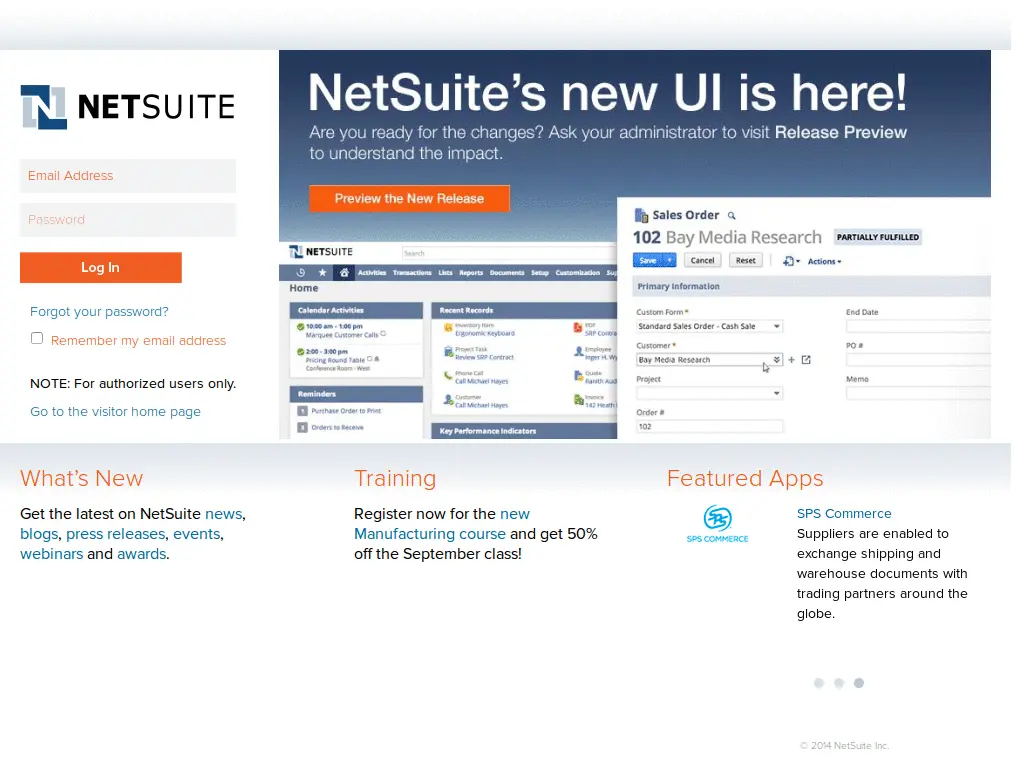 NETSUITE
Email Address
Password
Log In
Forgot your password?
Remember my email address
NOTE: For authorized users only.
Go to the visitor home page
NetSuite's new UI is here!
Are you ready for the changes? Ask your administrator to visit Release Preview
to understand the impact.
Preview the New Release
NETSUITE
Search
Activities Transactions Lists Reports Documents Setup Customization
Home
Calendar Activities
10:00 am - 1:00 pm
Marquee Customer Calls
2:00 - 3:00 pm
Pricing Round Table
Conference Room - West
Reminders
1 Purchase Order to Print
3 Orders to Receive
Recent Records
Inventory Item
Ergonomic Keyboard
Project Task
Review SRP Contract
Phone Call
Call Michael Hayes
Customer
Call Michael Hayes
PDF
SRP Contra
Employee
Inger H. Wy
Quote
Ranith Aud
Invoice
142 Heath
Key Performance Indicators
Sales Order
102 Bay Media Research PARTIALLY FULFILLED
Save Cancel Reset Actions
Primary Information
Custom Form *
Standard Sales Order - Cash Sale
Customer *
Bay Media Research
Project
Order #
102
End Date
PO #
Memo
What's New
Get the latest on NetSuite news,
blogs, press releases, events,
webinars and awards.
Training
Register now for the new
Manufacturing course and get 50%
off the September class!
Featured Apps
SPS COMMERCE
SPS Commerce
Suppliers are enabled to
exchange shipping and
warehouse documents with
trading partners around the
globe.
© 2014 NetSuite Inc.